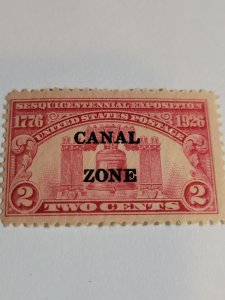 SESQUICENTENNIAL EXPOSITION
1776 UNITED STATES POSTAGE 1926
CANAL
ZONE
2 TWO CENTS 2